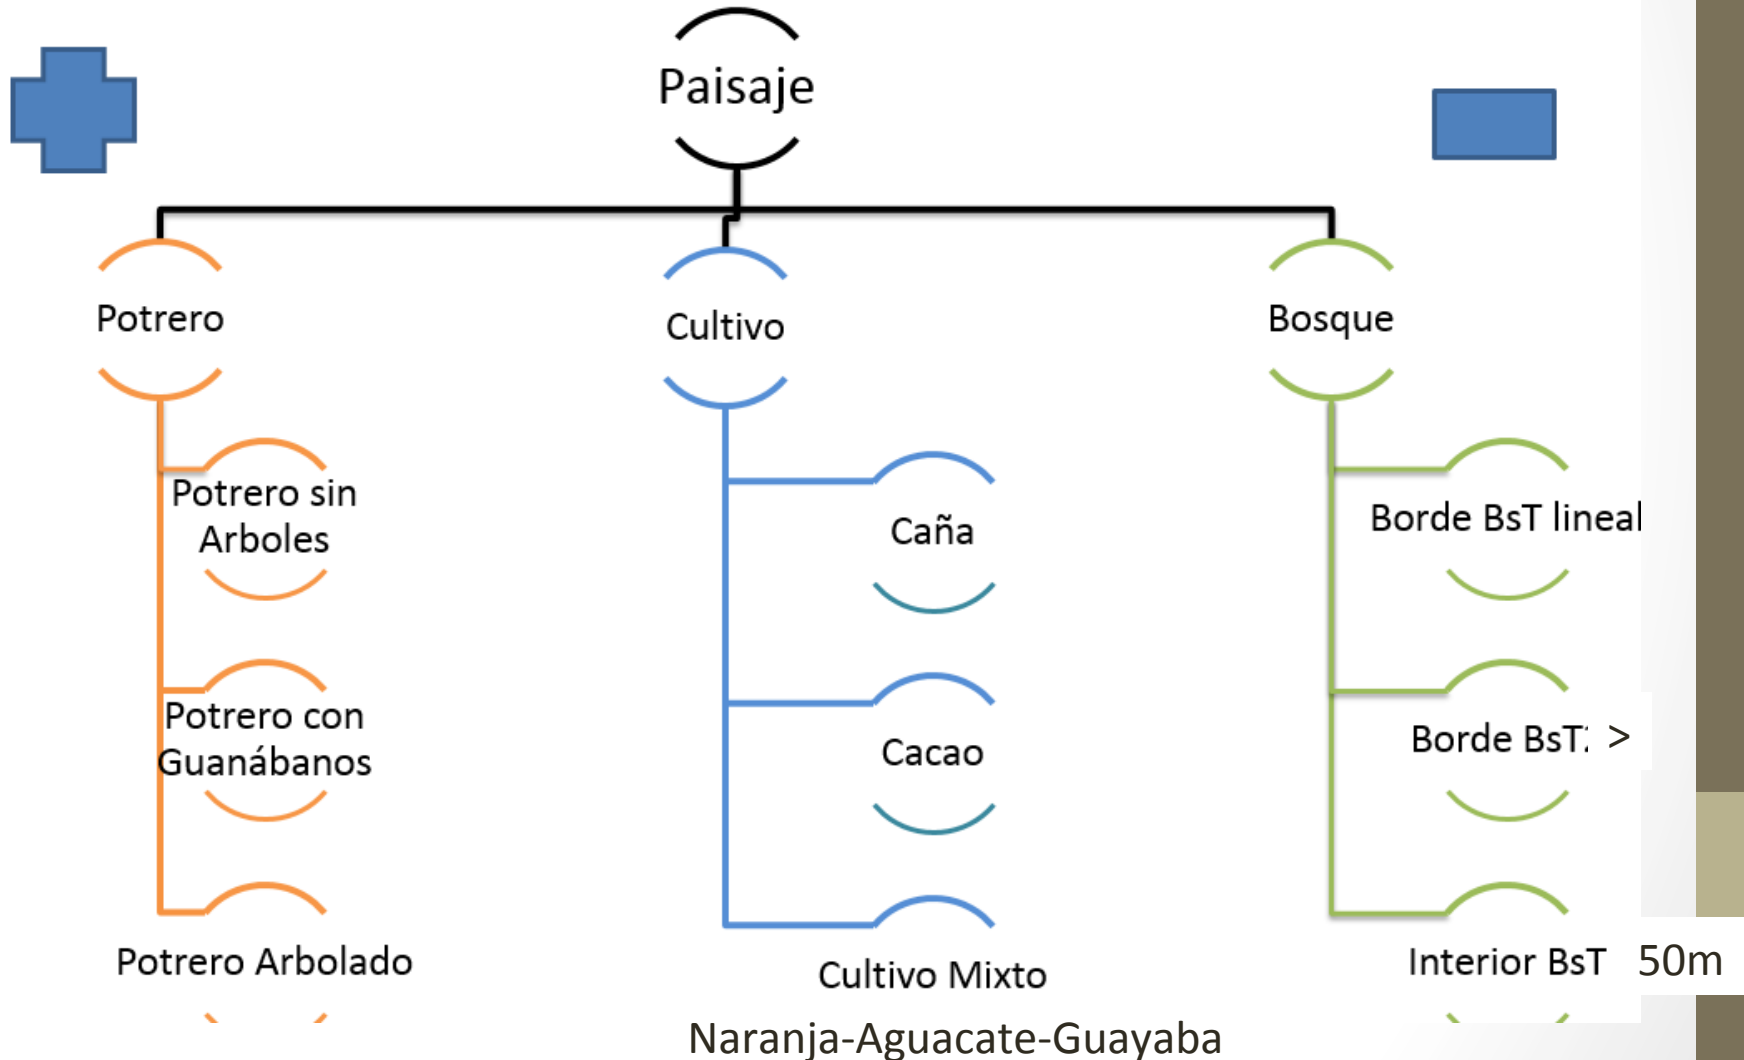 Paisaje
Potrero
Cultivo
Bosque
Potrero sin
Arboles
Caña
Borde BsT lineal
Potrero con
Guanábanos
Cacao
Borde BsT >
Potrero Arbolado
Cultivo Mixto
Interior BsT 50m
Naranja-Aguacate-Guayaba